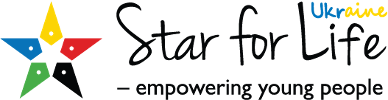 Ukraine
Star for Life
– empowering young people